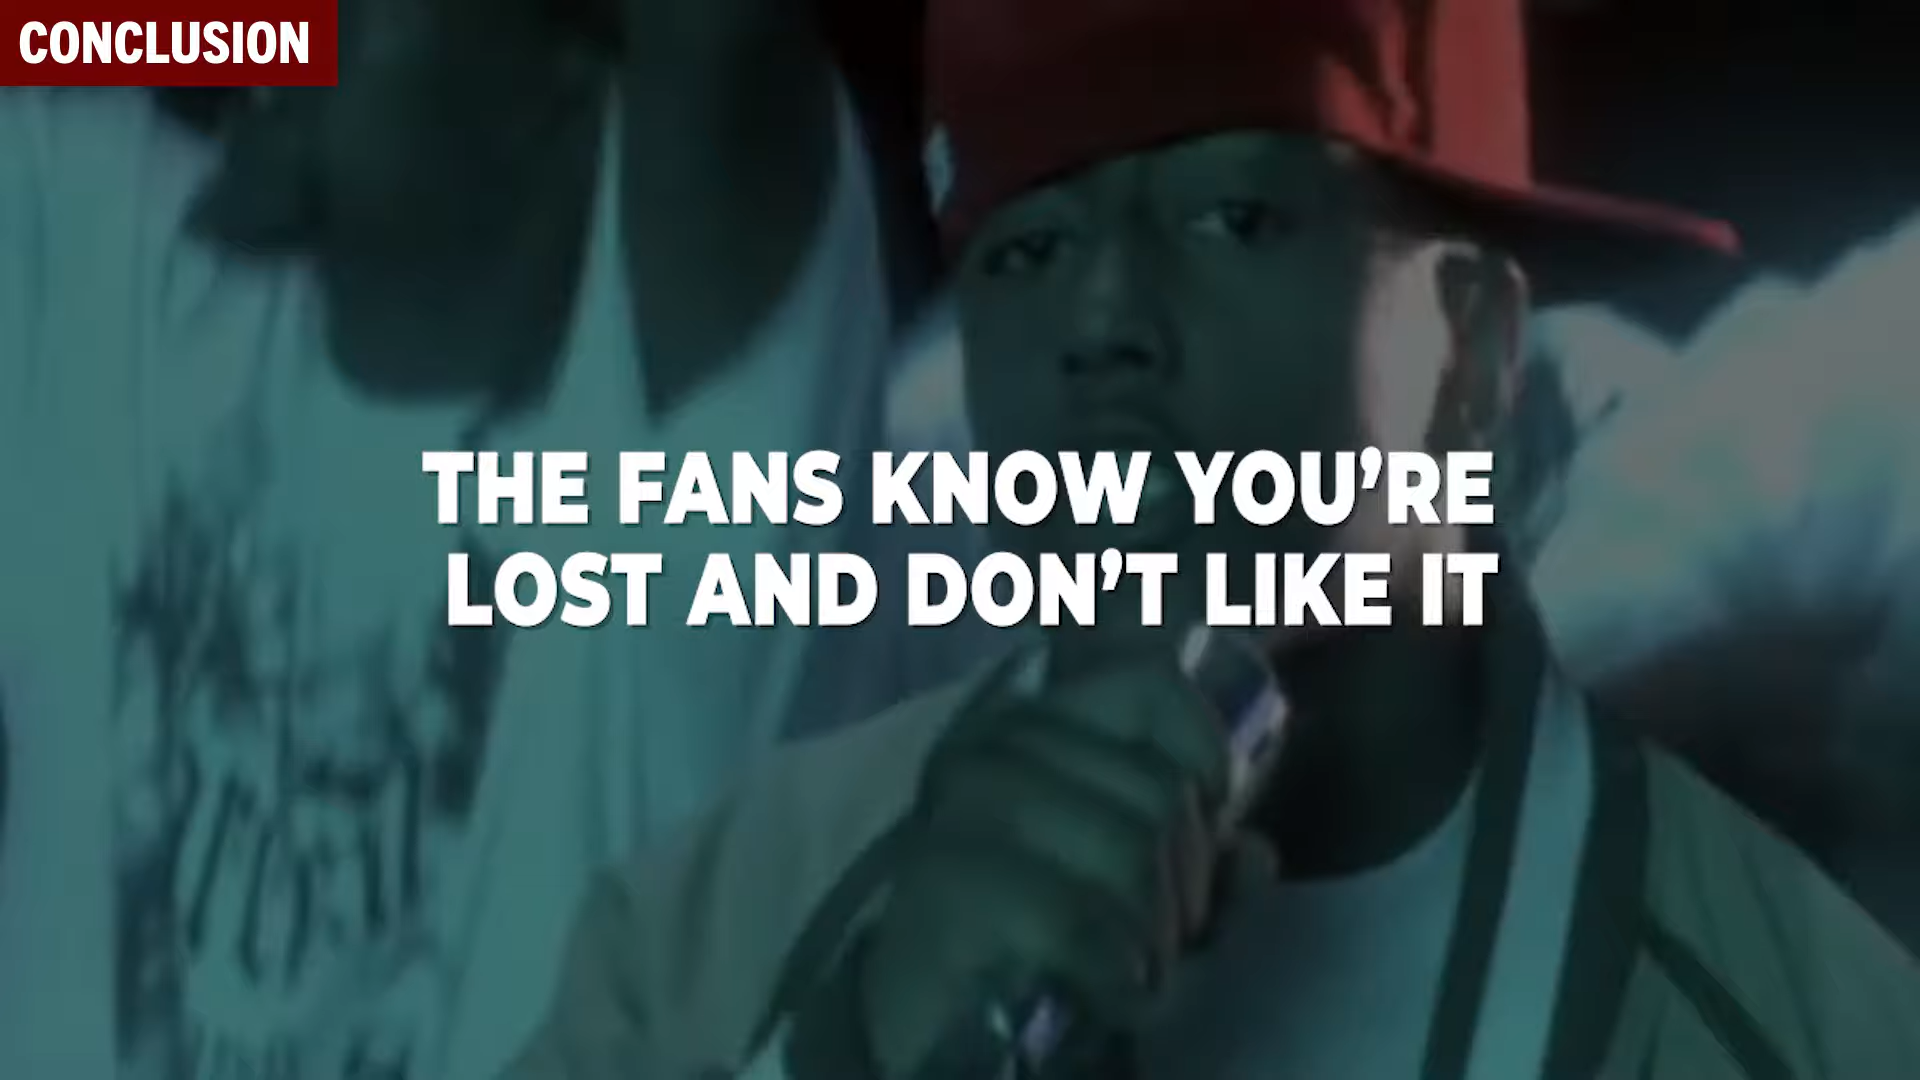 CONCLUSION
THE FANS KNOW YOU’RE
LOST AND DON’T LIKE IT